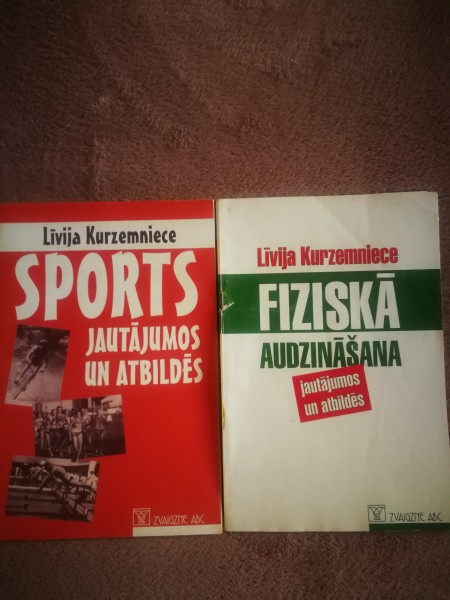 Līvija Kurzemniece
SPORTS
JAUTĀJUMOS
UN ATBILDĒS
ZVAIGZNE ABC
Līvija Kurzemniece
FIZISKĀ
AUDZINĀŠANA
jautājumos
un atbildēs
ZVAIGZNE ABC